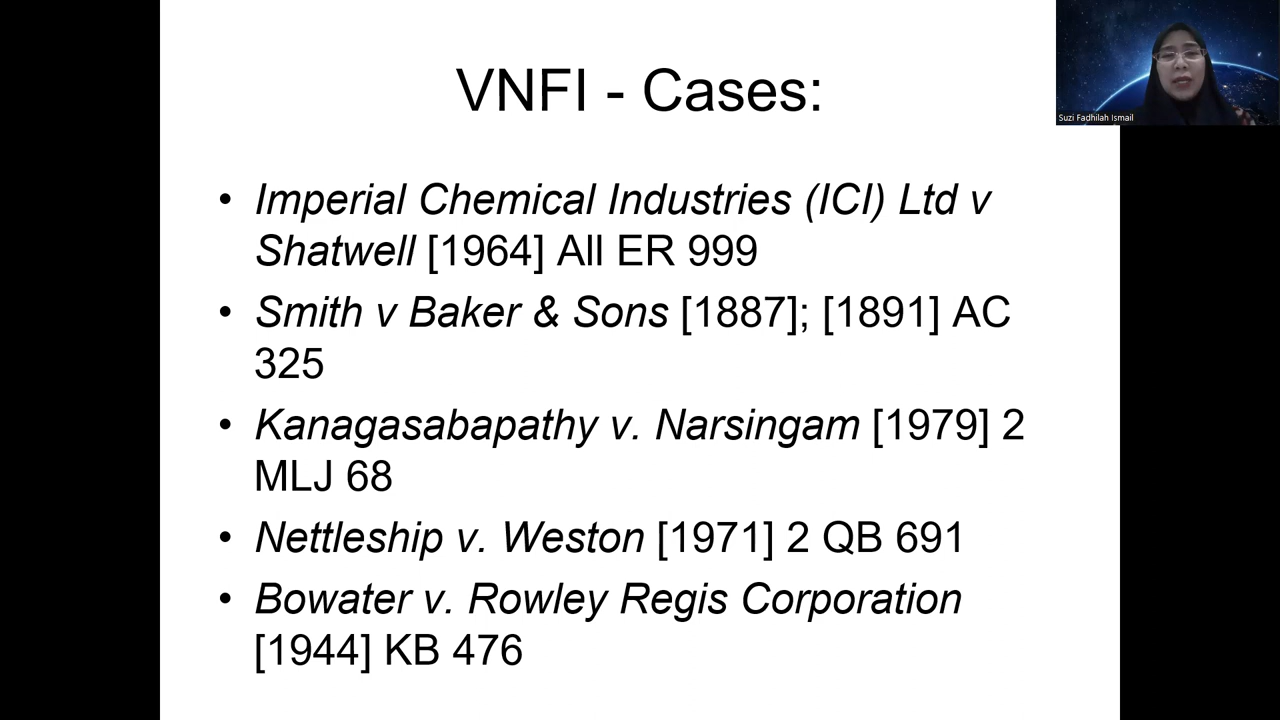 VNFI - Cases:
Suzi Fadhilah Ismail
• Imperial Chemical Industries (ICI) Ltd v
Shatwell [1964] All ER 999
• Smith v Baker & Sons [1887]; [1891] AC
325
• Kanagasabapathy v. Narsingam [1979] 2
MLJ 68
• Nettleship v. Weston [1971] 2 QB 691
• Bowater v. Rowley Regis Corporation
[1944] KB 476